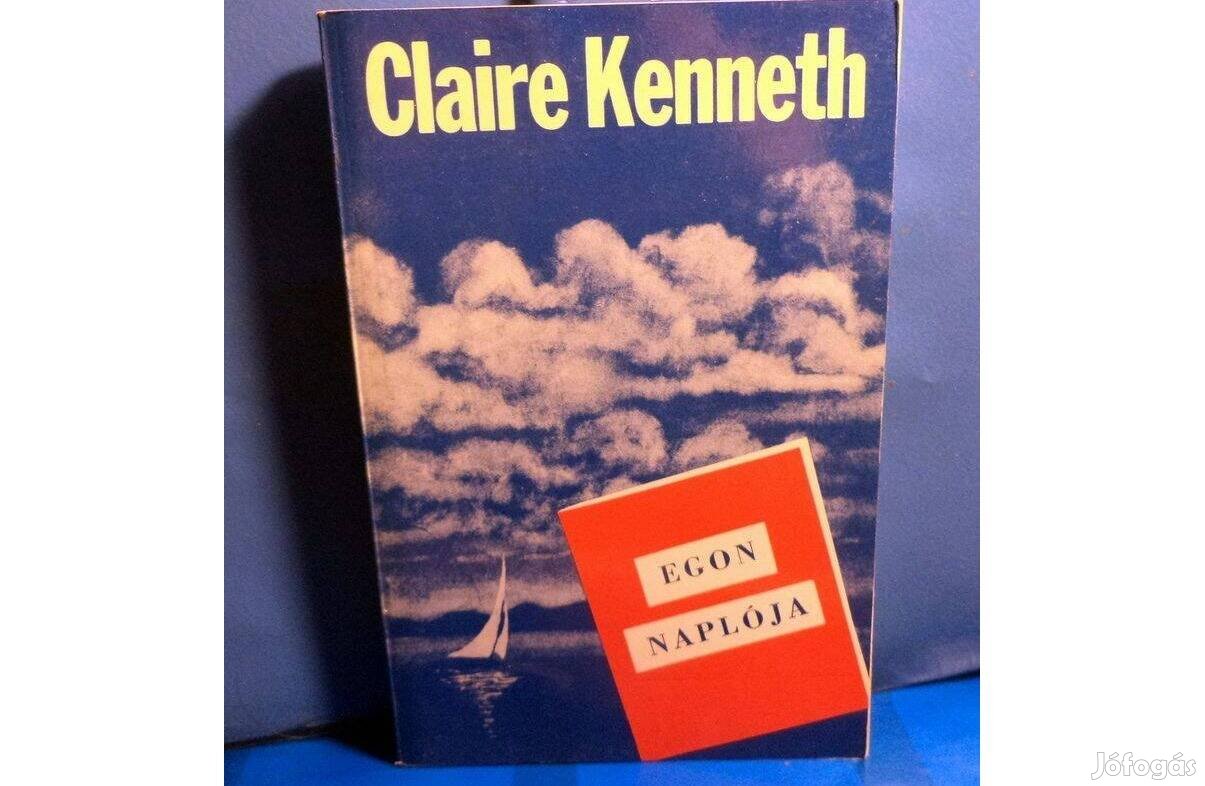 Claire Kenneth
EGON
NAPLÓJA
Jófogás